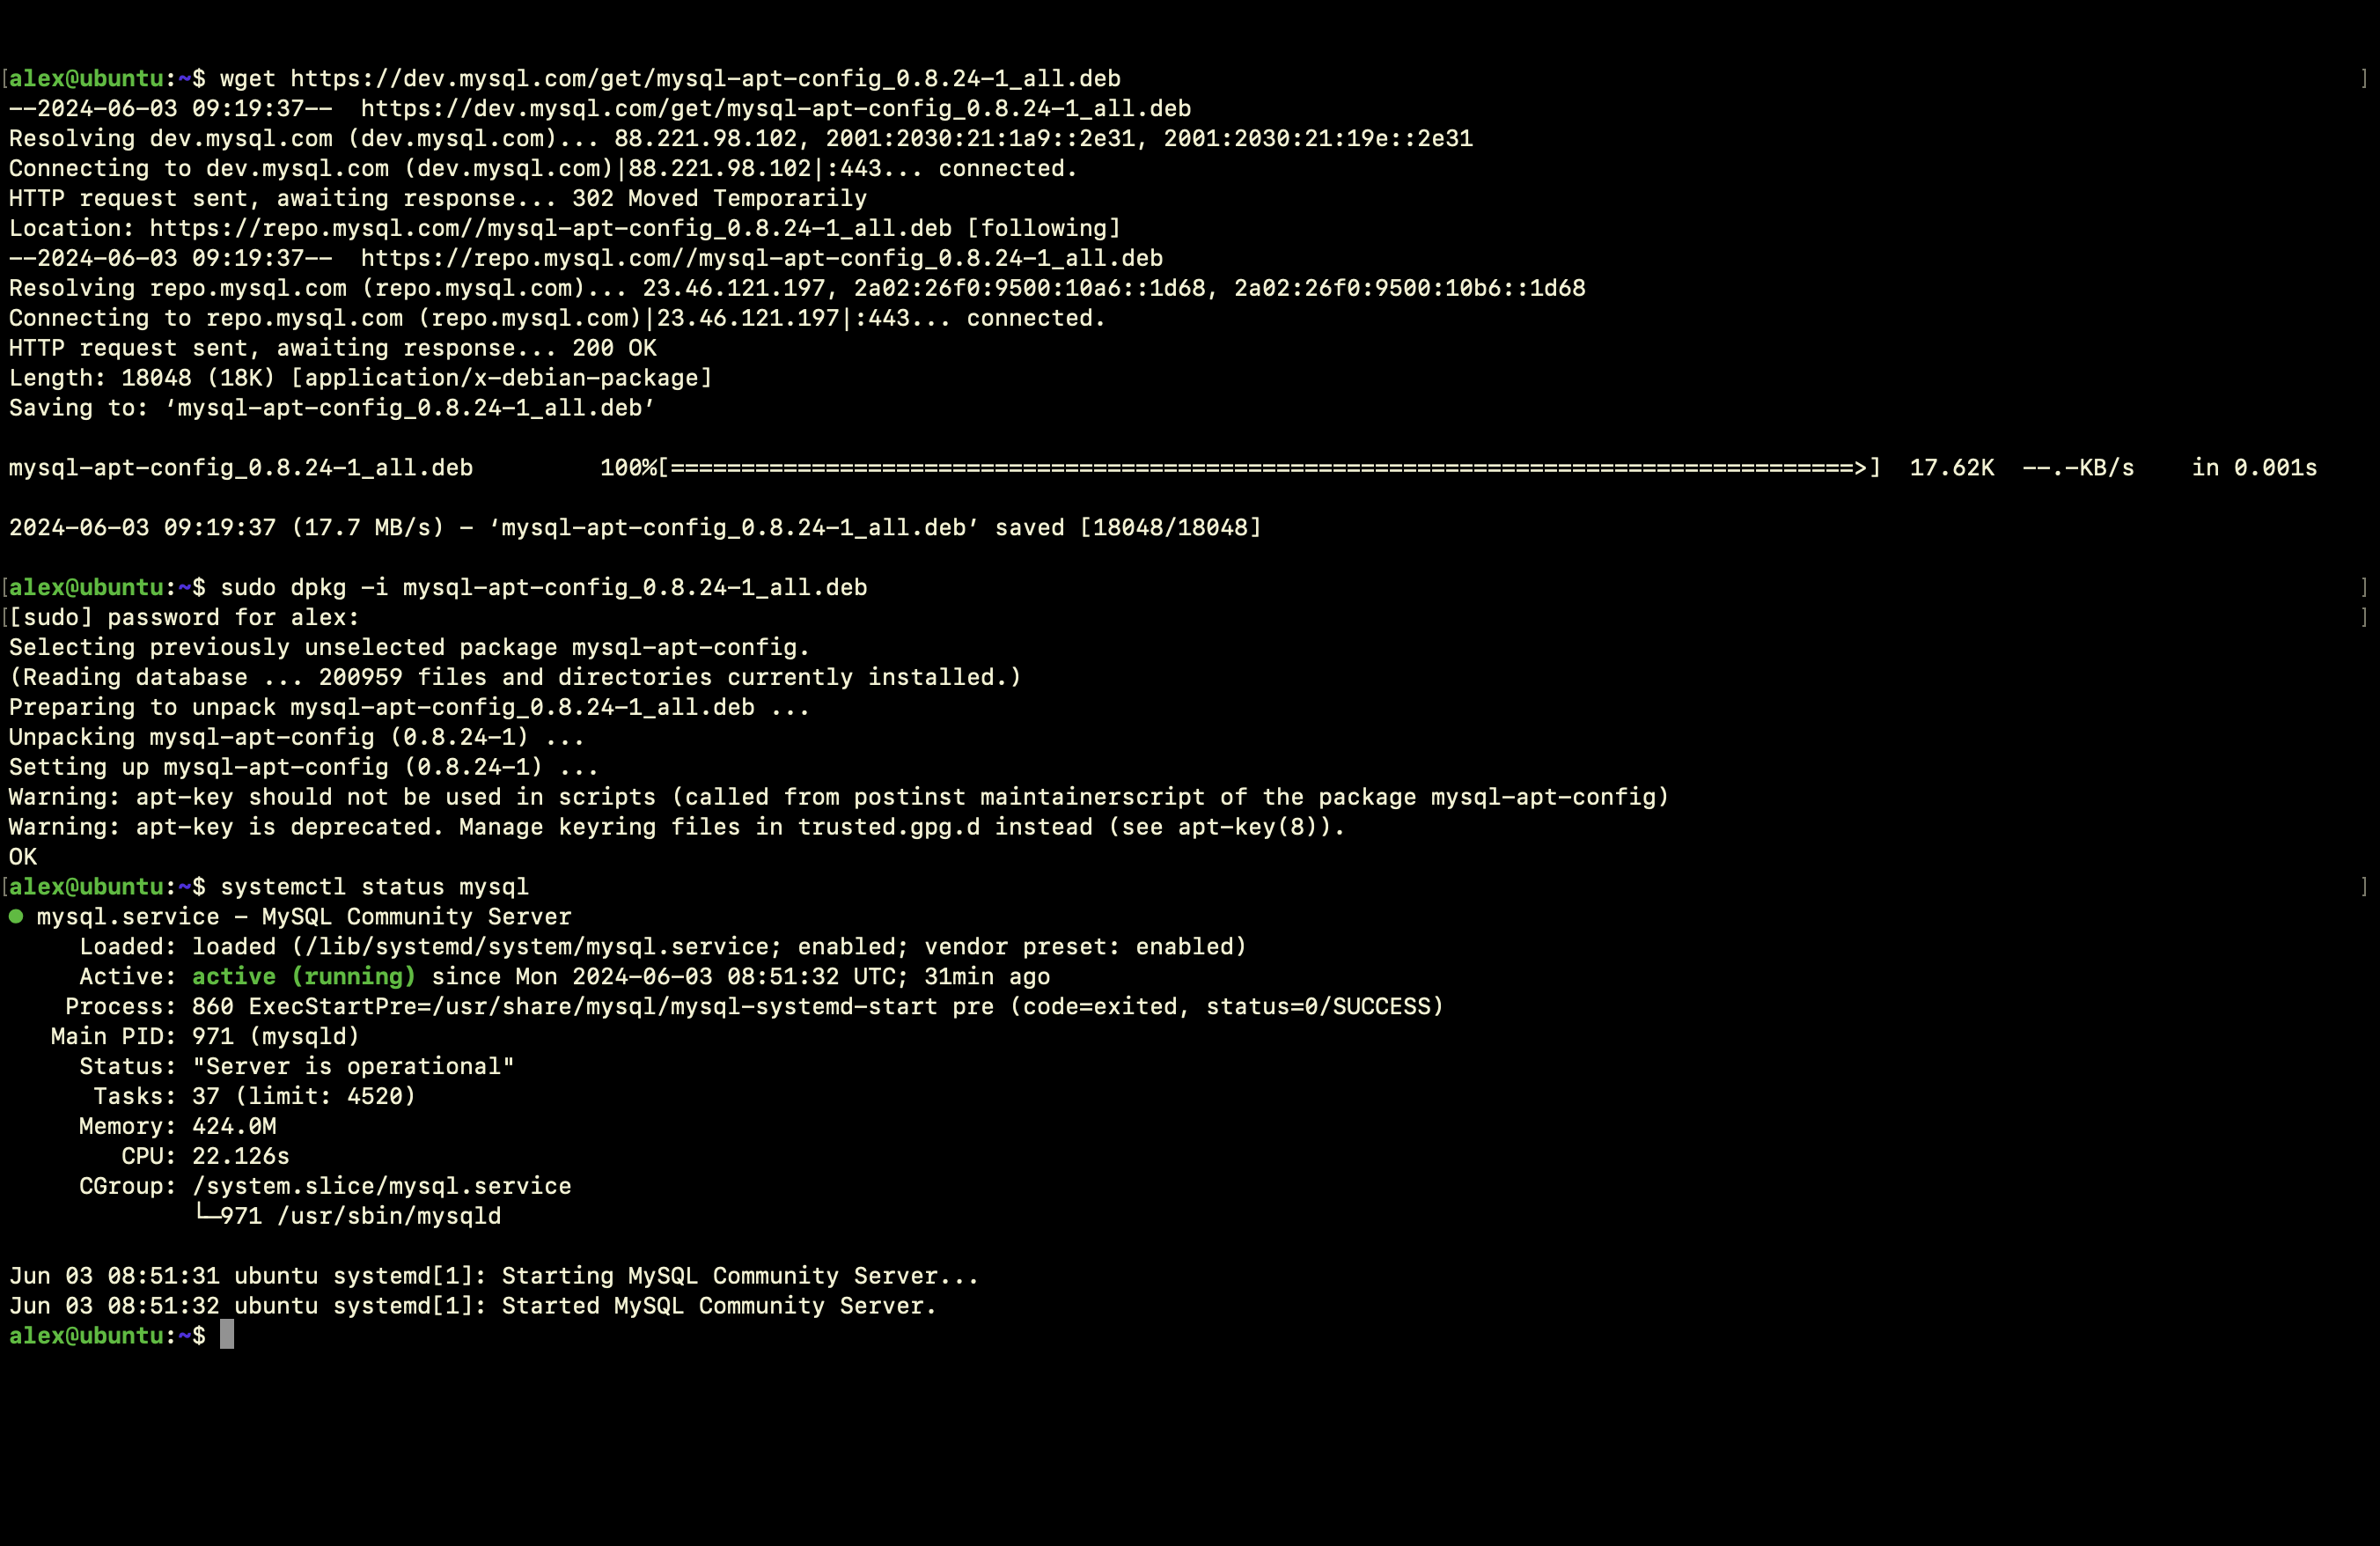 [alex@ubuntu:~$ wget https://dev.mysql.com/get/mysql-apt-config_0.8.24-1_all.deb ]
--2024-06-03 09:19:37--  https://dev.mysql.com/get/mysql-apt-config_0.8.24-1_all.deb
Resolving dev.mysql.com (dev.mysql.com)... 88.221.98.102, 2001:2030:21:1a9::2e31, 2001:2030:21:19e::2e31
Connecting to dev.mysql.com (dev.mysql.com)|88.221.98.102|:443... connected.
HTTP request sent, awaiting response... 302 Moved Temporarily
Location: https://repo.mysql.com//mysql-apt-config_0.8.24-1_all.deb [following]
--2024-06-03 09:19:37--  https://repo.mysql.com//mysql-apt-config_0.8.24-1_all.deb
Resolving repo.mysql.com (repo.mysql.com)... 23.46.121.197, 2a02:26f0:9500:10a6::1d68, 2a02:26f0:9500:10b6::1d68
Connecting to repo.mysql.com (repo.mysql.com)|23.46.121.197|:443... connected.
HTTP request sent, awaiting response... 200 OK
Length: 18048 (18K) [application/x-debian-package]
Saving to: ‘mysql-apt-config_0.8.24-1_all.deb’
mysql-apt-config_0.8.24-1_all.deb         100%[====================================================================================>]  17.62K  --.-KB/s    in 0.001s
2024-06-03 09:19:37 (17.7 MB/s) - ‘mysql-apt-config_0.8.24-1_all.deb’ saved [18048/18048]
[alex@ubuntu:~$ sudo dpkg -i mysql-apt-config_0.8.24-1_all.deb ]
[[sudo] password for alex: ]
Selecting previously unselected package mysql-apt-config.
(Reading database ... 200959 files and directories currently installed.)
Preparing to unpack mysql-apt-config_0.8.24-1_all.deb ...
Unpacking mysql-apt-config (0.8.24-1) ...
Setting up mysql-apt-config (0.8.24-1) ...
Warning: apt-key should not be used in scripts (called from postinst maintainerscript of the package mysql-apt-config)
Warning: apt-key is deprecated. Manage keyring files in trusted.gpg.d instead (see apt-key(8)).
OK
[alex@ubuntu:~$ systemctl status mysql ]
● mysql.service - MySQL Community Server
     Loaded: loaded (/lib/systemd/system/mysql.service; enabled; vendor preset: enabled)
     Active: active (running) since Mon 2024-06-03 08:51:32 UTC; 31min ago
    Process: 860 ExecStartPre=/usr/share/mysql/mysql-systemd-start pre (code=exited, status=0/SUCCESS)
   Main PID: 971 (mysqld)
     Status: "Server is operational"
      Tasks: 37 (limit: 4520)
     Memory: 424.0M
        CPU: 22.126s
     CGroup: /system.slice/mysql.service
             └─971 /usr/sbin/mysqld
Jun 03 08:51:31 ubuntu systemd[1]: Starting MySQL Community Server...
Jun 03 08:51:32 ubuntu systemd[1]: Started MySQL Community Server.
alex@ubuntu:~$